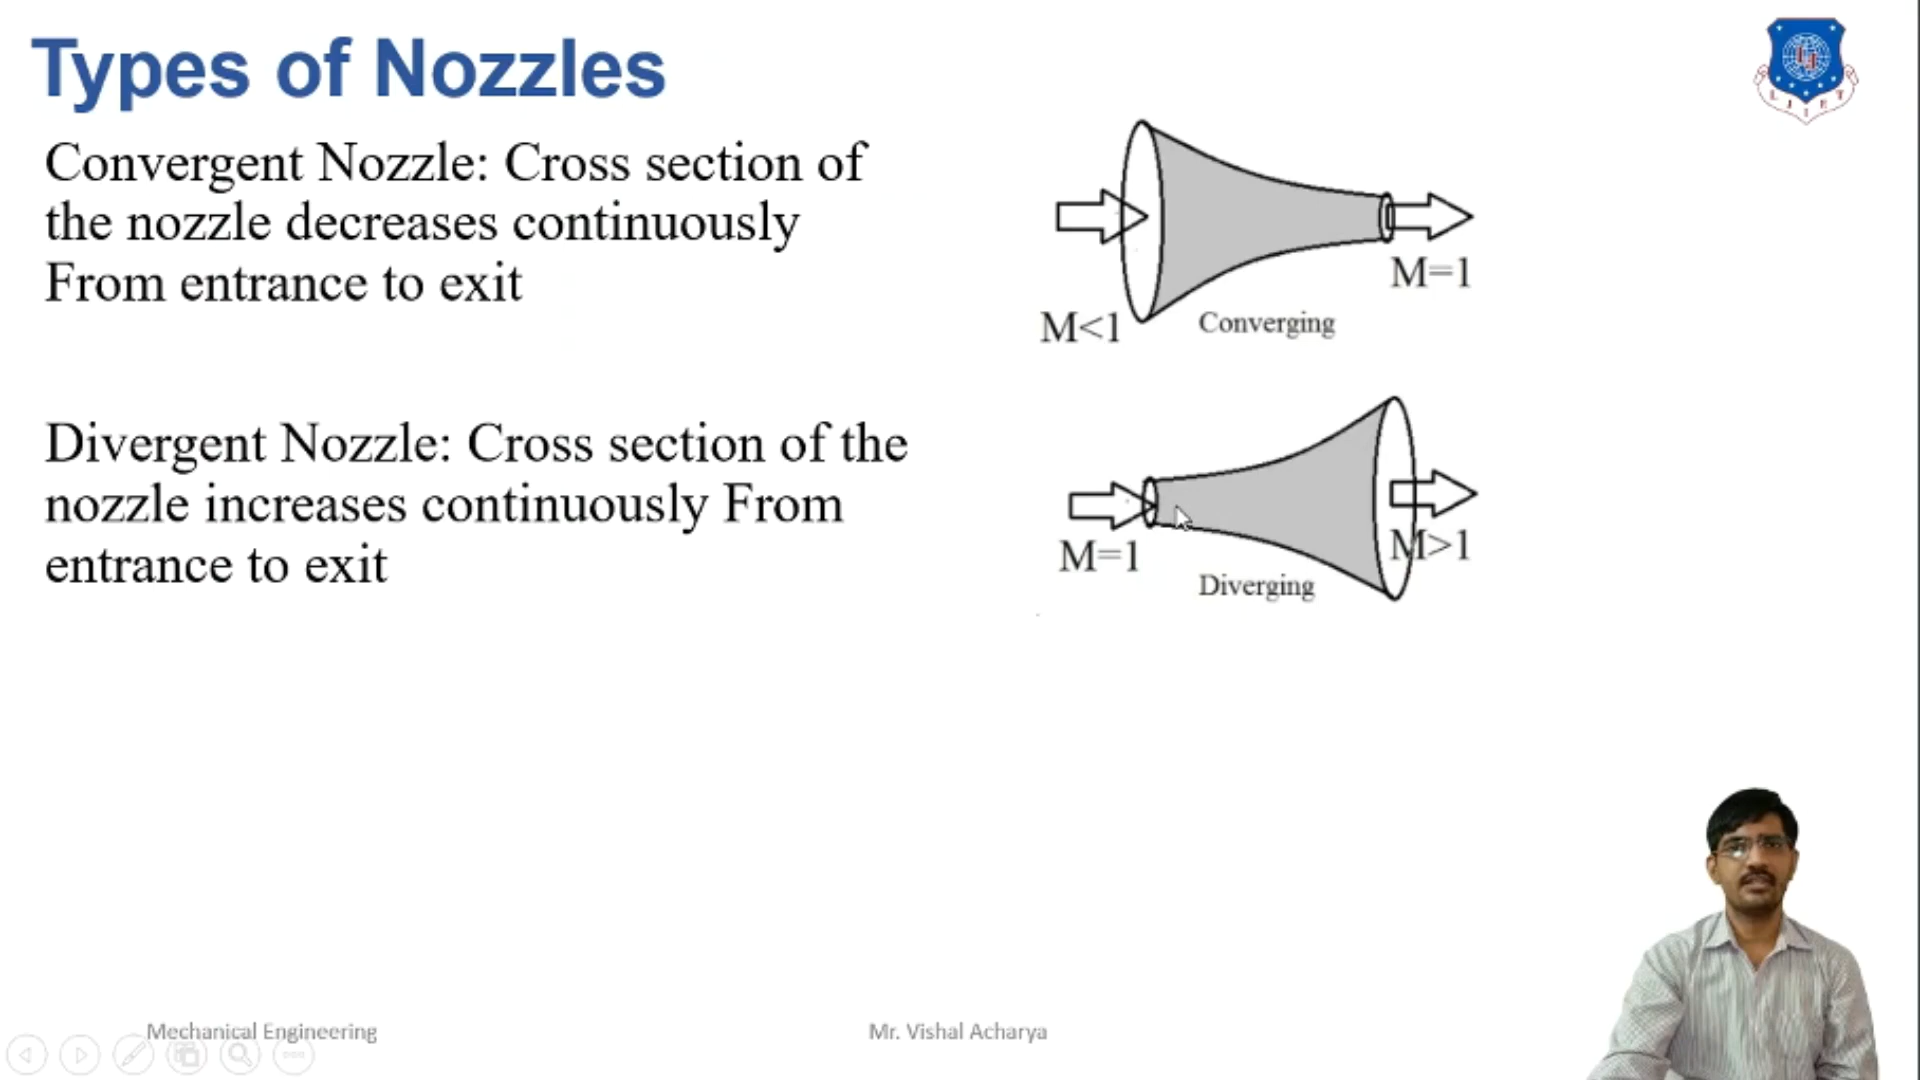 Types of Nozzles
Convergent Nozzle: Cross section of
the nozzle decreases continuously
From entrance to exit
M<1
Converging
M=1
Divergent Nozzle: Cross section of the
nozzle increases continuously From
entrance to exit
M=1
Diverging
M>1
L J I E T
Mechanical Engineering
Mr. Vishal Acharya